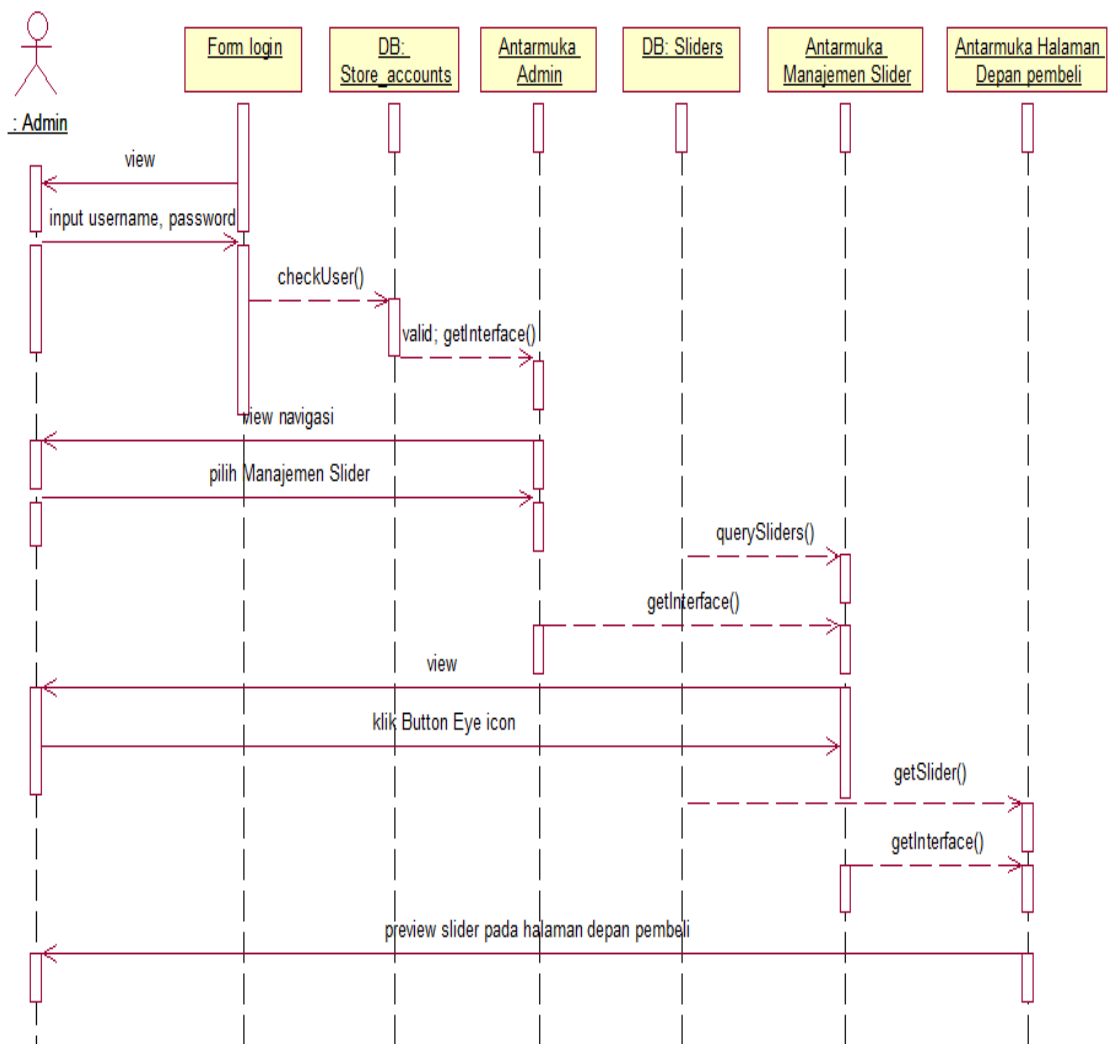 Form login
DB:
Store_accounts
Antarmuka
Admin
DB: Sliders
Antarmuka
Manajemen Slider
Antarmuka Halaman
Depan pembeli
: Admin
view
input username, password
checkUser()
valid; getInterface()
view navigasi
pilih Manajemen Slider
querySliders()
getInterface()
view
klik Button Eye icon
getSlider()
getInterface()
preview slider pada halaman depan pembeli